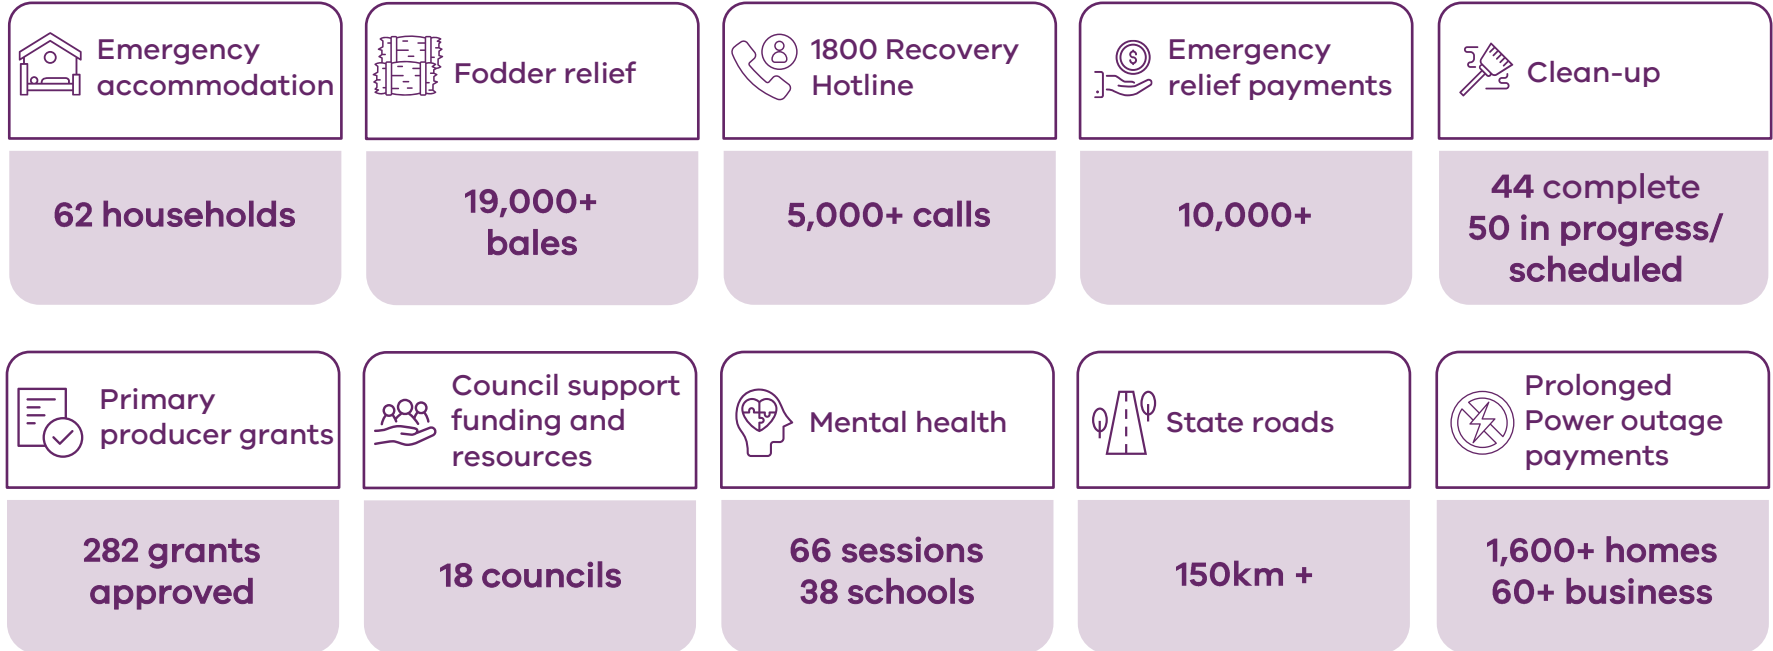 Emergency
accommodation
62 households
Fodder relief
19,000+
bales
1800 Recovery
Hotline
5,000+ calls
Emergency
relief payments
10,000+
Clean-up
44 complete
50 in progress/
scheduled
Primary
producer grants
282 grants
approved
Council support
funding and
resources
18 councils
Mental health
66 sessions
38 schools
State roads
150km +
Prolonged
Power outage
payments
1,600+ homes
60+ business